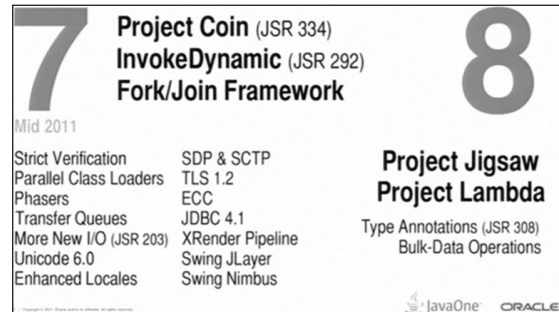 7
Project Coin (JSR 334)
InvokeDynamic (JSR 292)
Fork/Join Framework
Mid 2011
Strict Verification
Parallel Class Loaders
Phasers
Transfer Queues
More New I/O (JSR 203)
Unicode 6.0
Enhanced Locales
SDP & SCTP
TLS 1.2
ECC
JDBC 4.1
XRender Pipeline
Swing JLayer
Swing Nimbus
8
Project Jigsaw
Project Lambda
Type Annotations (JSR 308)
Bulk-Data Operations
JavaOne
ORACLE